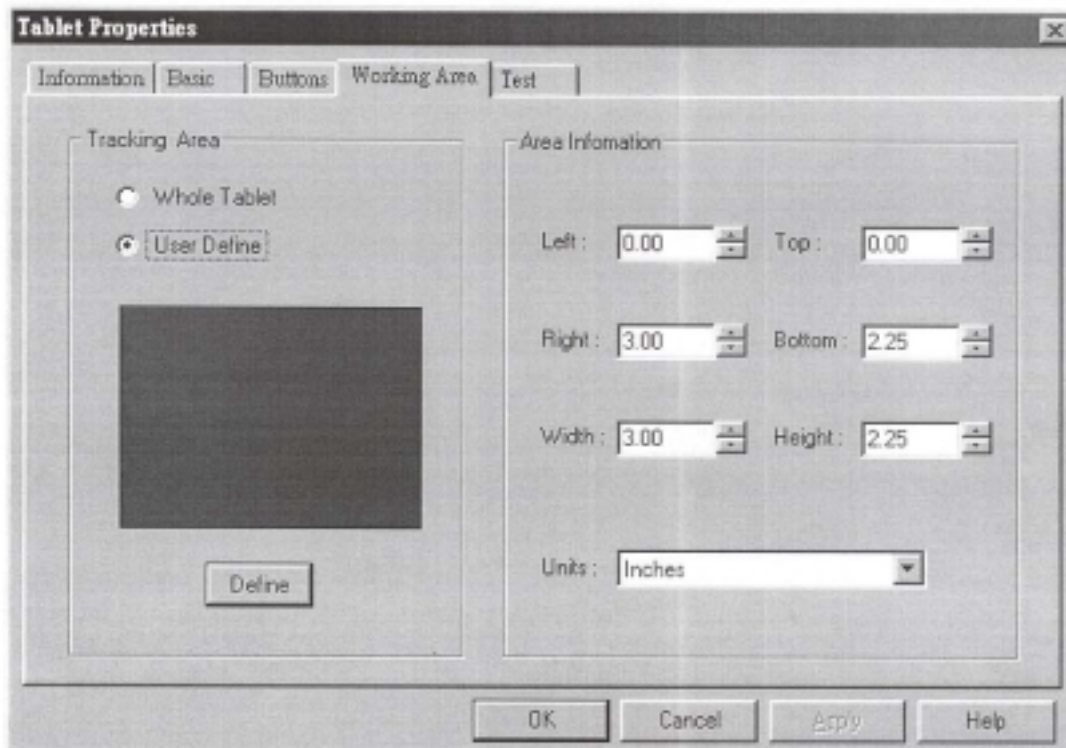 Tablet Properties
Information Basic Buttons Working Area Test
Tracking Area
Whole Tablet
User Define
Define
Area Infomation
Left : 0.00 Top : 0.00
Right : 3.00 Bottom : 2.25
Width : 3.00 Height : 2.25
Units : Inches
OK Cancel Apply Help